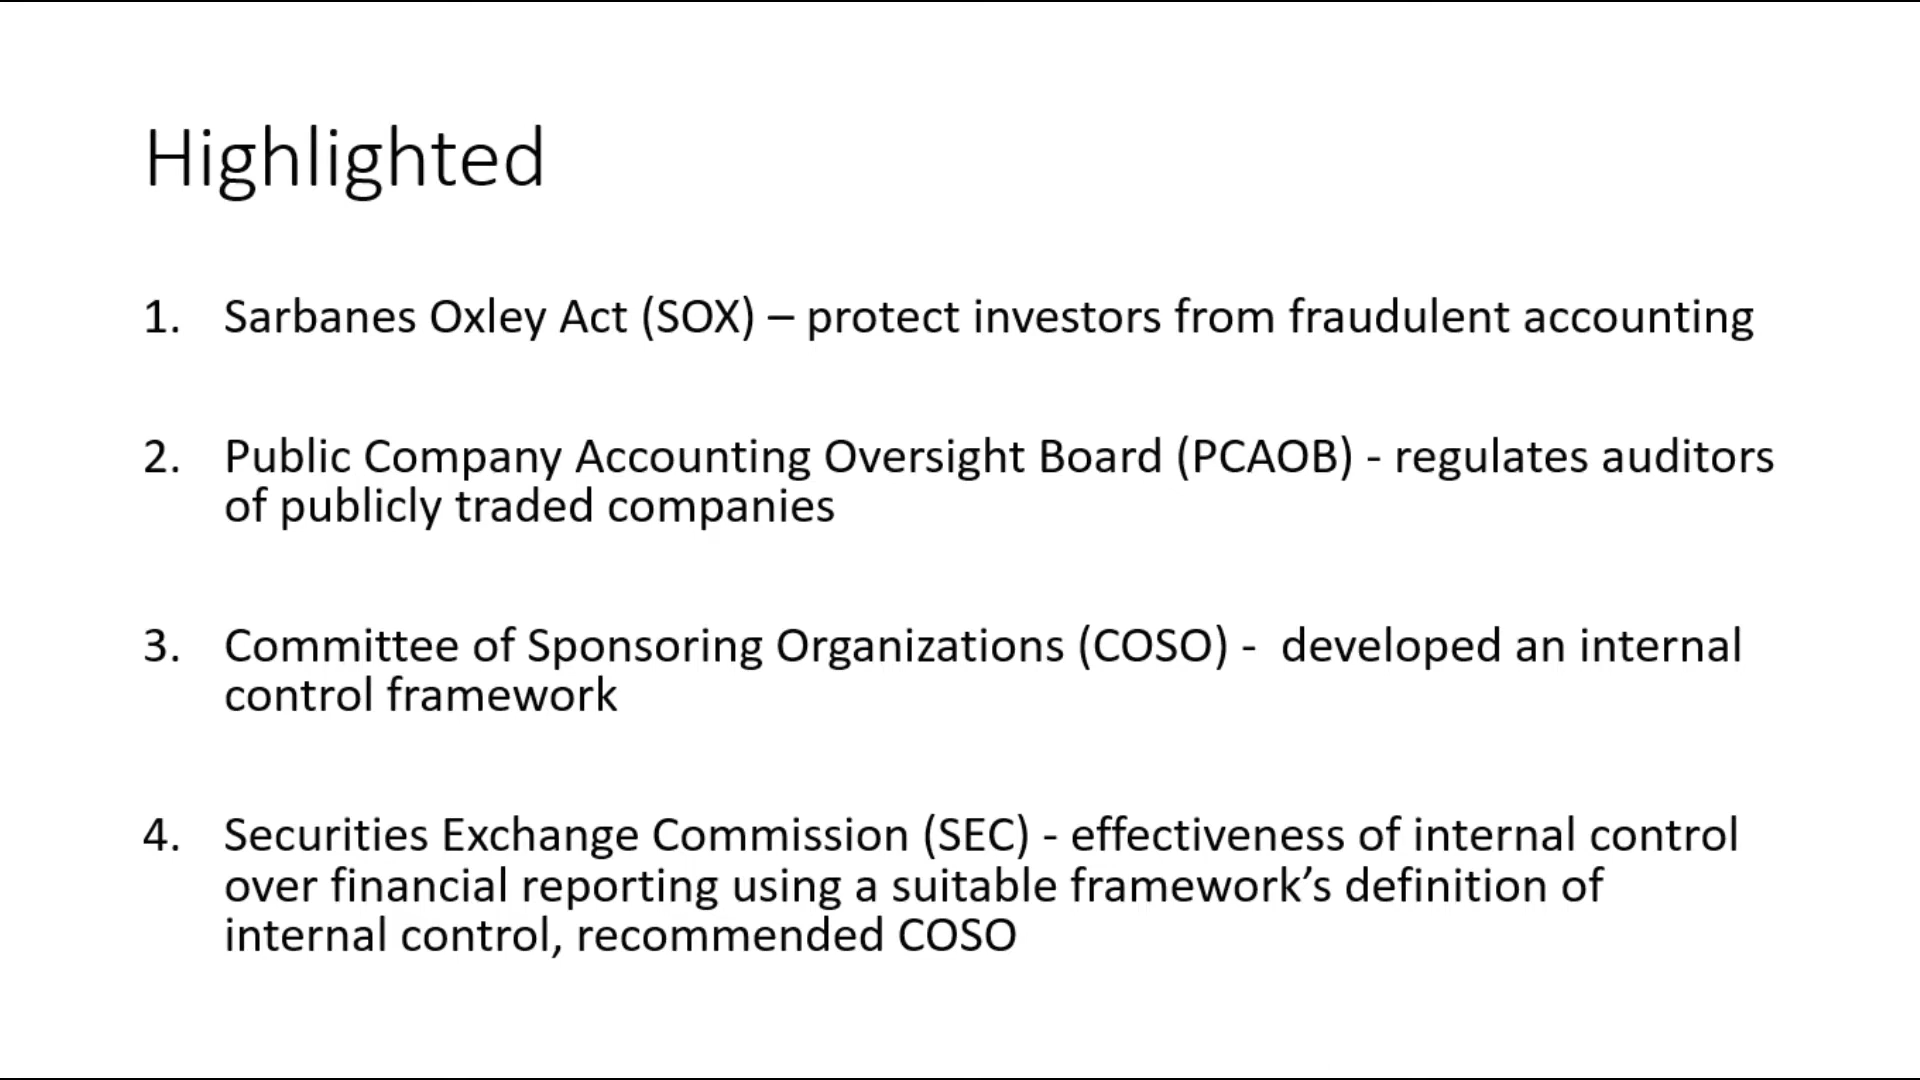 Highlighted
1. Sarbanes Oxley Act (SOX) – protect investors from fraudulent accounting
2. Public Company Accounting Oversight Board (PCAOB) - regulates auditors
of publicly traded companies
3. Committee of Sponsoring Organizations (COSO) -  developed an internal
control framework
4. Securities Exchange Commission (SEC) - effectiveness of internal control
over financial reporting using a suitable framework’s definition of
internal control, recommended COSO